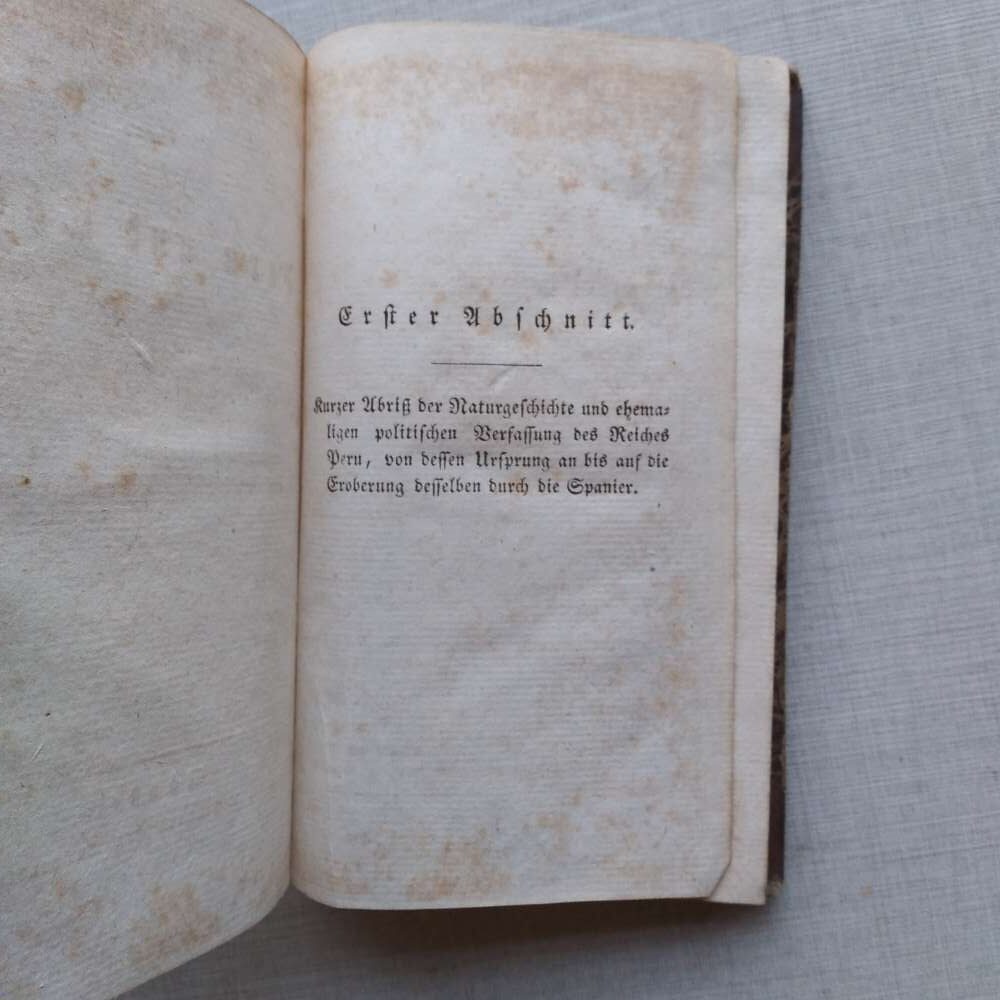 Erster Abschnitt.
Kurzer Abriß der Naturgeschichte und ehema-
ligen politischen Verfassung des Reiches
Peru, von dessen Ursprung an bis auf die
Eroberung desselben durch die Spanier.